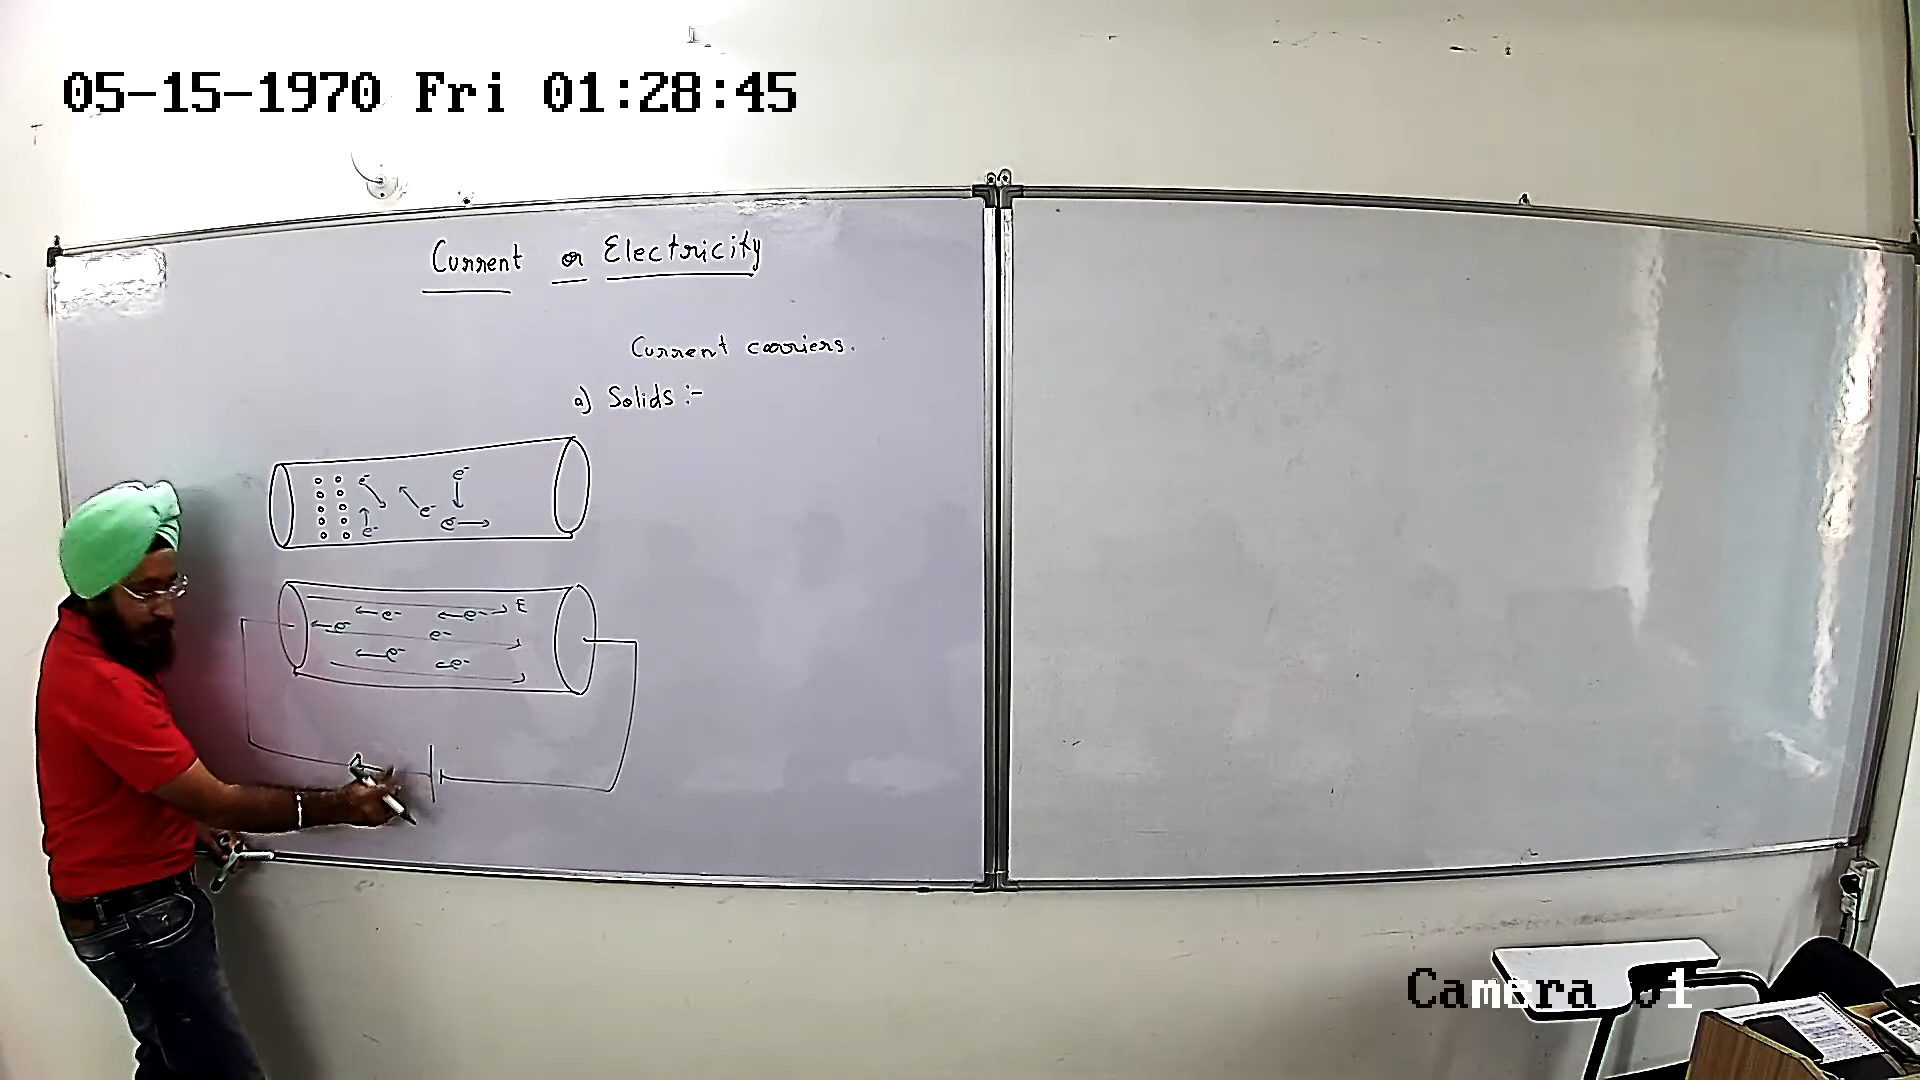 05-15-1970 Fri 01:28:45
Current or Electricity
Current carriers.
a) Solids :-
e-
e-
e-
e-
e-
E
e-
e-
e-
e-
e-
e-
Camera 01